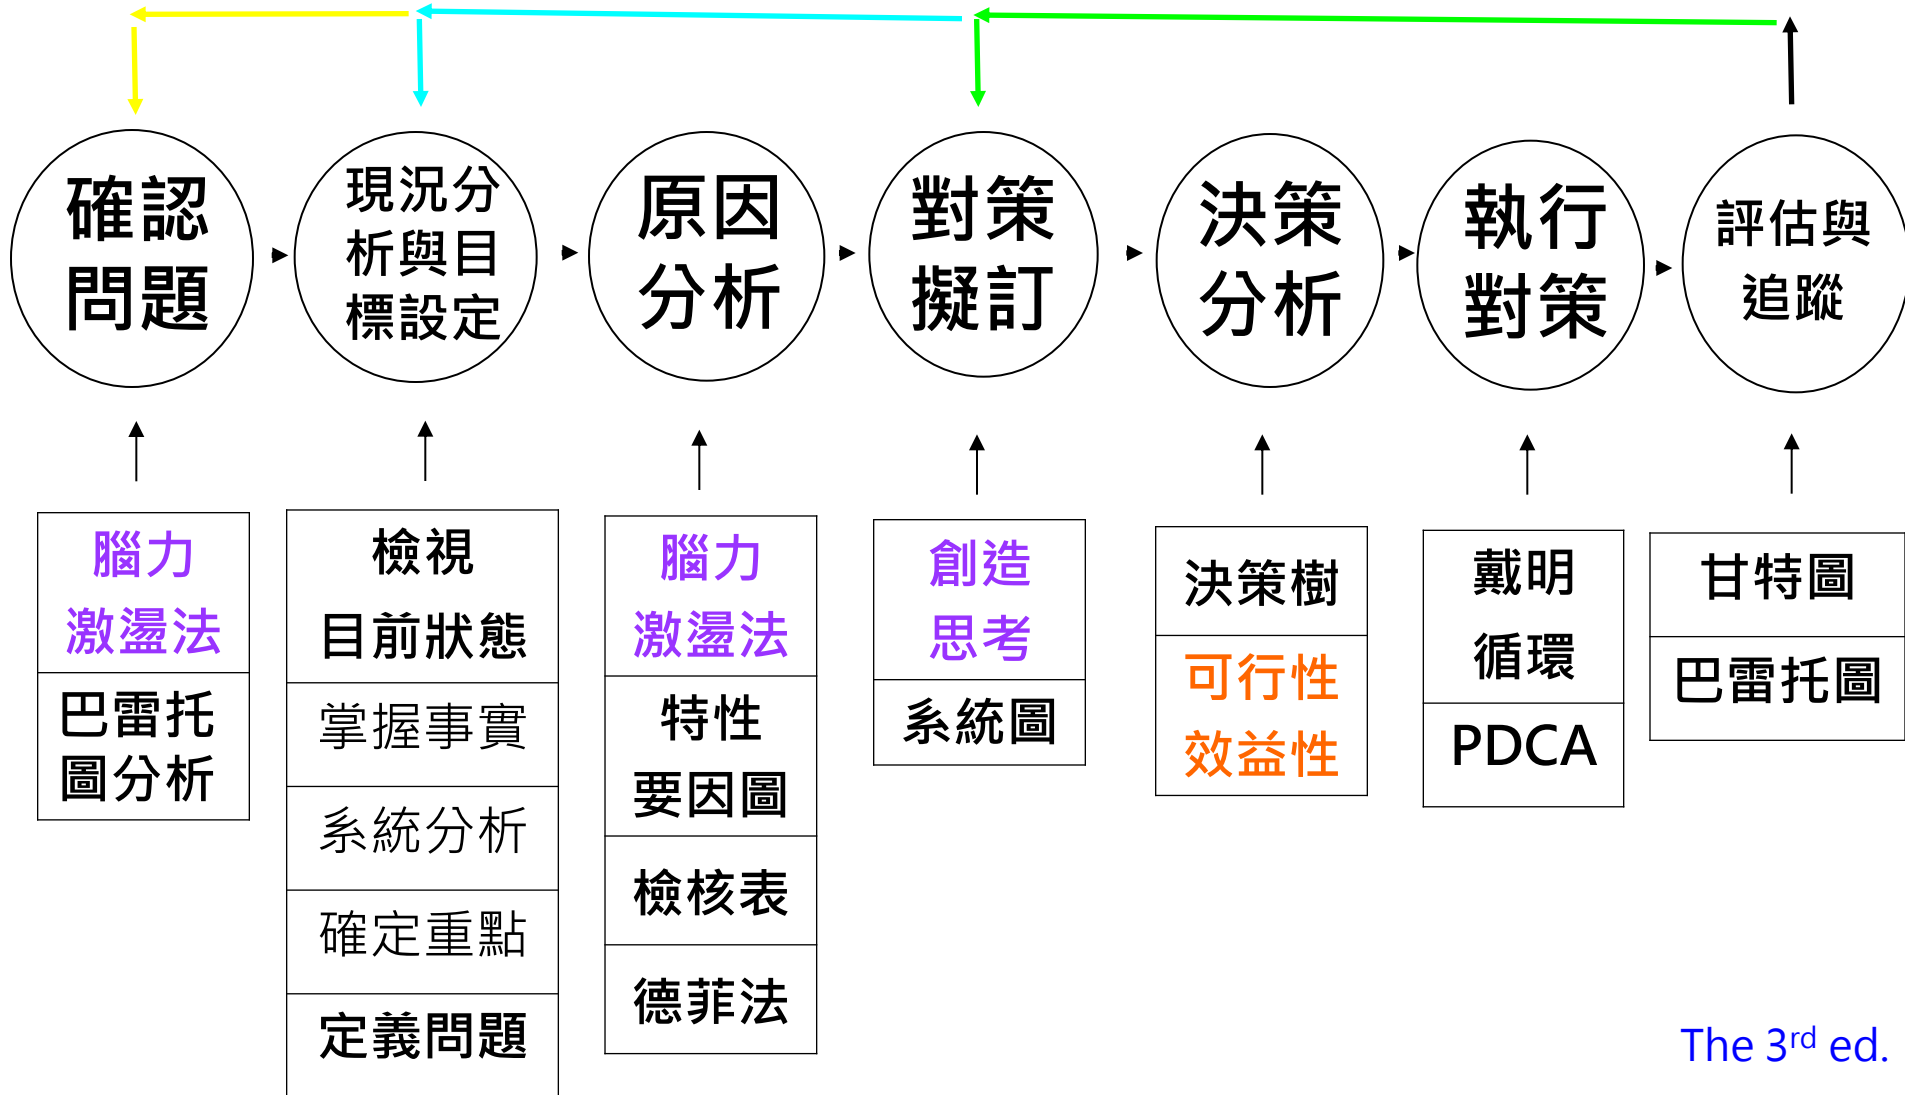 確認
問題
現況分
析與目
標設定
原因
分析
對策
擬訂
決策
分析
執行
對策
評估與
追蹤
腦力
激盪法
巴雷托
圖分析
檢視
目前狀態
掌握事實
系統分析
確定重點
定義問題
腦力
激盪法
特性
要因圖
檢核表
德菲法
創造
思考
系統圖
決策樹
可行性
效益性
戴明
循環
PDCA
甘特圖
巴雷托圖
The 3rd ed.